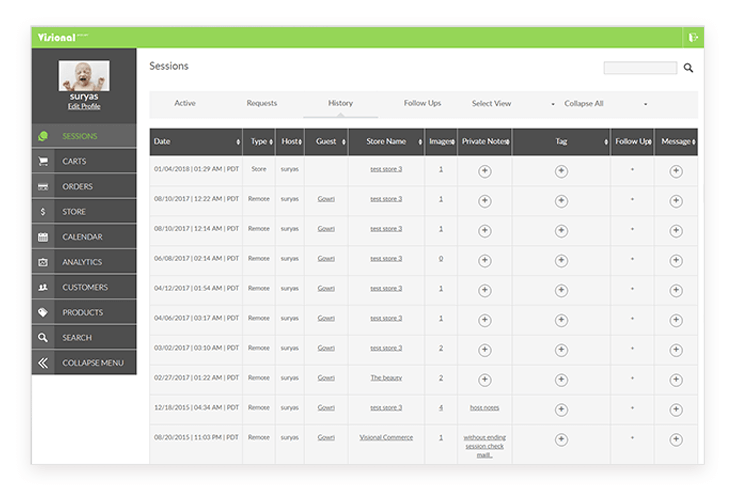 Visional
suryas
Edit Profile
SESSIONS
CARTS
ORDERS
STORE
CALENDAR
ANALYTICS
CUSTOMERS
PRODUCTS
SEARCH
COLLAPSE MENU
Sessions
Active Requests History Follow Ups Select View Collapse All
Date Type Host Guest Store Name Images Private Notes Tag Follow Up Message
01/04/2018 | 01:29 AM | PDT Store suryas test store 3 1
08/10/2017 | 12:22 AM | PDT Remote suryas Gowri test store 3 1
08/10/2017 | 12:14 AM | PDT Remote suryas Gowri test store 3 1
06/08/2017 | 02:14 AM | PDT Remote suryas Gowri test store 3 0
04/12/2017 | 01:54 AM | PDT Remote suryas Gowri test store 3 1
04/06/2017 | 03:17 AM | PDT Remote suryas Gowri test store 3 1
03/02/2017 | 03:10 AM | PDT Remote suryas Gowri test store 3 2
02/27/2017 | 01:22 AM | PDT Remote suryas Gowri The beauty 2
12/18/2015 | 04:34 AM | PDT Remote suryas Gowri test store 3 4 host notes
08/20/2015 | 11:03 PM | PDT Remote suryas Gowri Visional Commerce 1 without ending
session check
maill..